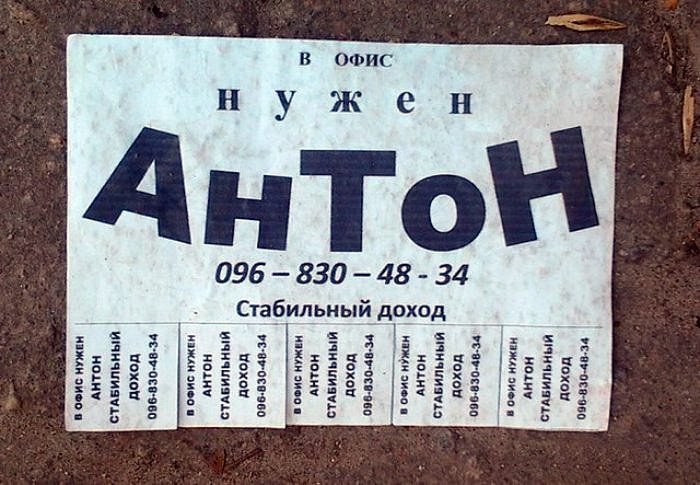 В ОФИС
нужен
АнТоН
096 – 830 – 48 - 34
Стабильный доход
В ОФИС НУЖЕН
АНТОН
СТАБИЛЬНЫЙ
ДОХОД
096-830-48-34
В ОФИС НУЖЕН
АНТОН
СТАБИЛЬНЫЙ
ДОХОД
096-830-48-34
В ОФИС НУЖЕН
АНТОН
СТАБИЛЬНЫЙ
ДОХОД
096-830-48-34
В ОФИС НУЖЕН
АНТОН
СТАБИЛЬНЫЙ
ДОХОД
096-830-48-34
В ОФИС НУЖЕН
АНТОН
СТАБИЛЬНЫЙ
ДОХОД
096-830-48-34